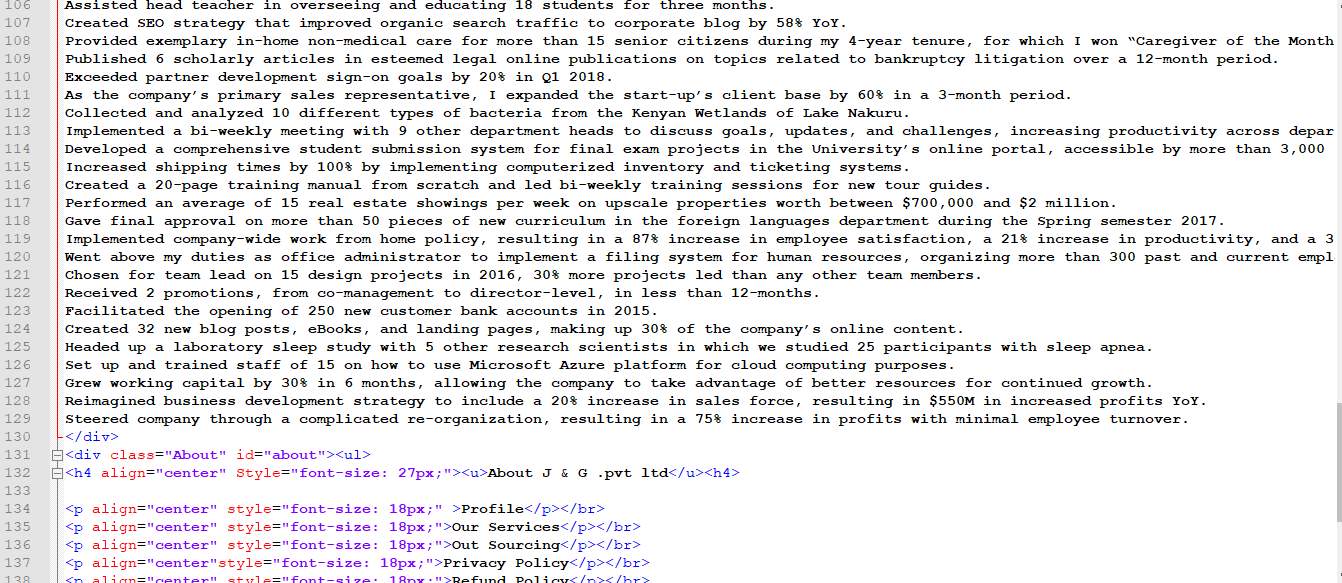 106 Assisted head teacher in overseeing and educating 18 students for three months.
107 Created SEO strategy that improved organic search traffic to corporate blog by 58% YoY.
108 Provided exemplary in-home non-medical care for more than 15 senior citizens during my 4-year tenure, for which I won “Caregiver of the Month
109 Published 6 scholarly articles in esteemed legal online publications on topics related to bankruptcy litigation over a 12-month period.
110 Exceeded partner development sign-on goals by 20% in Q1 2018.
111 As the company’s primary sales representative, I expanded the start-up’s client base by 60% in a 3-month period.
112 Collected and analyzed 10 different types of bacteria from the Kenyan Wetlands of Lake Nakuru.
113 Implemented a bi-weekly meeting with 9 other department heads to discuss goals, updates, and challenges, increasing productivity across depar
114 Developed a comprehensive student submission system for final exam projects in the University’s online portal, accessible by more than 3,000
115 Increased shipping times by 100% by implementing computerized inventory and ticketing systems.
116 Created a 20-page training manual from scratch and led bi-weekly training sessions for new tour guides.
117 Performed an average of 15 real estate showings per week on upscale properties worth between $700,000 and $2 million.
118 Gave final approval on more than 50 pieces of new curriculum in the foreign languages department during the Spring semester 2017.
119 Implemented company-wide work from home policy, resulting in a 87% increase in employee satisfaction, a 21% increase in productivity, and a 3
120 Went above my duties as office administrator to implement a filing system for human resources, organizing more than 300 past and current empl
121 Chosen for team lead on 15 design projects in 2016, 30% more projects led than any other team members.
122 Received 2 promotions, from co-management to director-level, in less than 12-months.
123 Facilitated the opening of 250 new customer bank accounts in 2015.
124 Created 32 new blog posts, eBooks, and landing pages, making up 30% of the company’s online content.
125 Headed up a laboratory sleep study with 5 other research scientists in which we studied 25 participants with sleep apnea.
126 Set up and trained staff of 15 on how to use Microsoft Azure platform for cloud computing purposes.
127 Grew working capital by 30% in 6 months, allowing the company to take advantage of better resources for continued growth.
128 Reimagined business development strategy to include a 20% increase in sales force, resulting in $550M in increased profits YoY.
129 Steered company through a complicated re-organization, resulting in a 75% increase in profits with minimal employee turnover.
130 </div>
131 <div class="About" id="about"><ul>
132 <h4 align="center" Style="font-size: 27px;"><u>About J & G .pvt ltd</u><h4>
133
134 <p align="center" style="font-size: 18px;" >Profile</p></br>
135 <p align="center" style="font-size: 18px;">Our Services</p></br>
136 <p align="center" style="font-size: 18px;">Out Sourcing</p></br>
137 <p align="center"style="font-size: 18px;">Privacy Policy</p></br>
138 <p align="center" style="font-size: 18px;">Refund Policy</p></br>